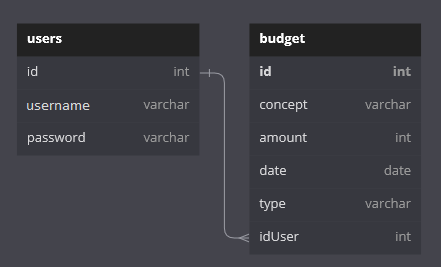 users
id int
username varchar
password varchar
budget
id int
concept varchar
amount int
date date
type varchar
idUser int